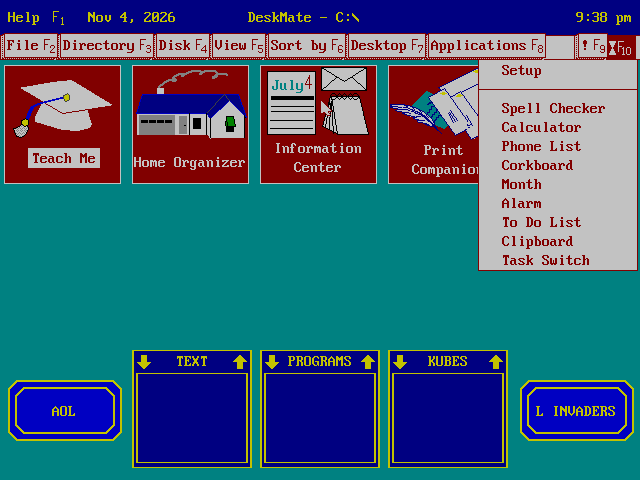 Help F1 Nov 4, 2026 DeskMate - C:\ 9:38 pm
File F2 Directory F3 Disk F4 View F5 Sort by F6 Desktop F7 Applications F8 ! F9 F10
Setup
Spell Checker
Calculator
Phone List
Corkboard
Month
Alarm
To Do List
Clipboard
Task Switch
July4
Teach Me
Home Organizer
Information
Center
Print
Companion
TEXT
PROGRAMS
KUBES
AOL
L INVADERS